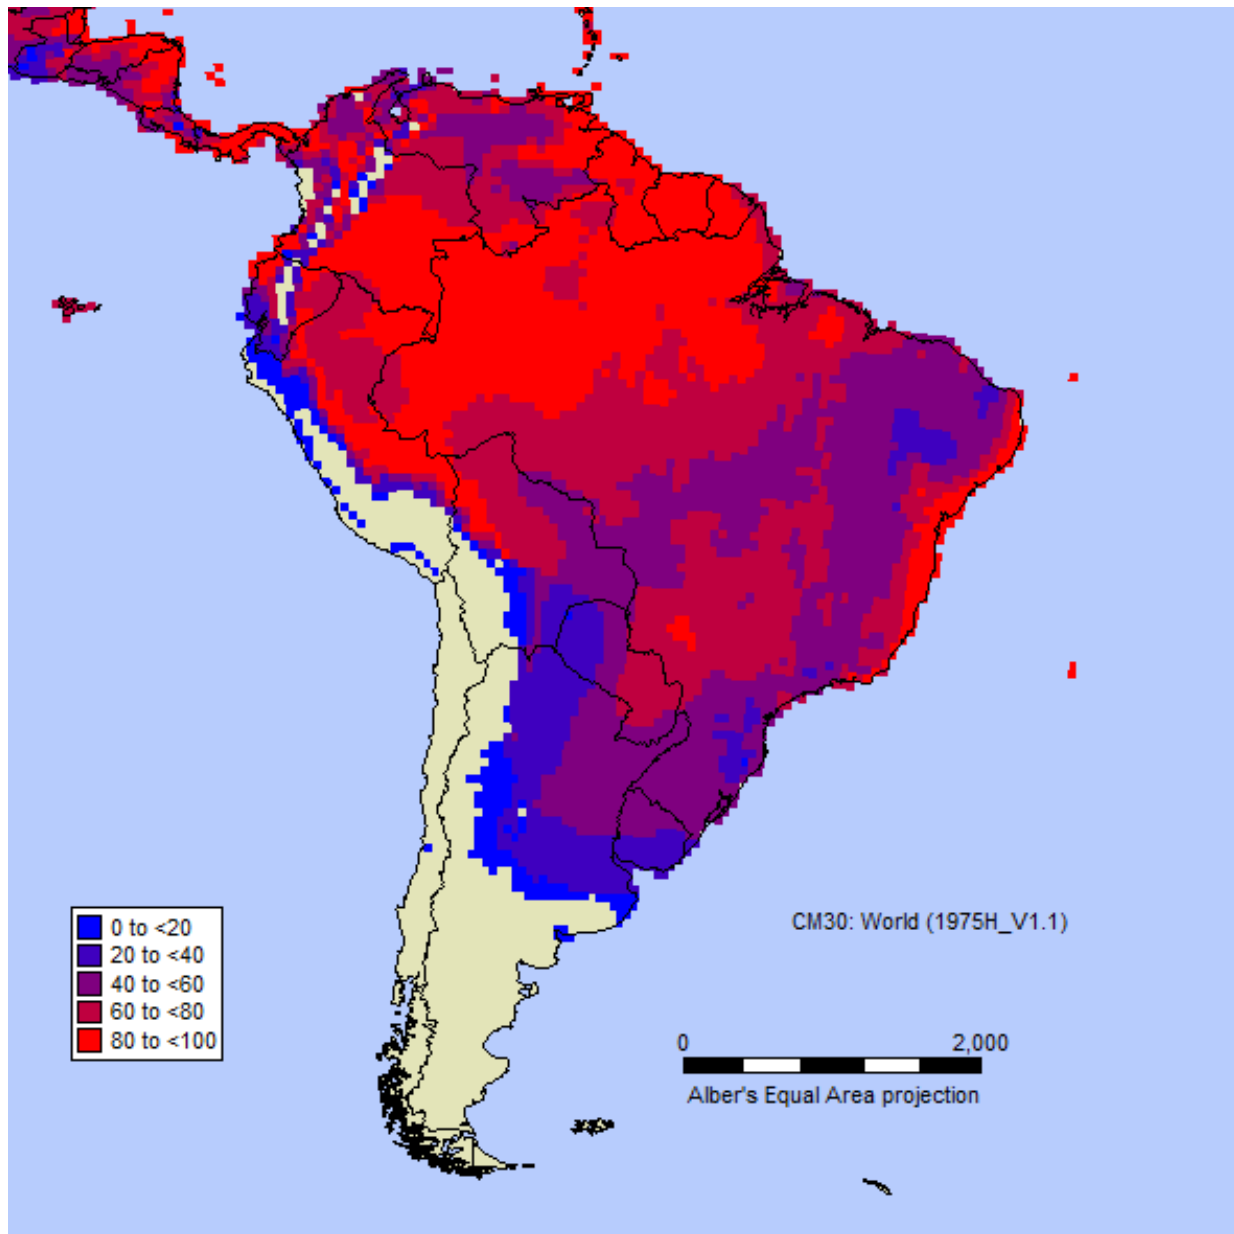 0 to <20
20 to <40
40 to <60
60 to <80
80 to <100
CM30: World (1975H_V1.1)
0 2,000
Alber's Equal Area projection